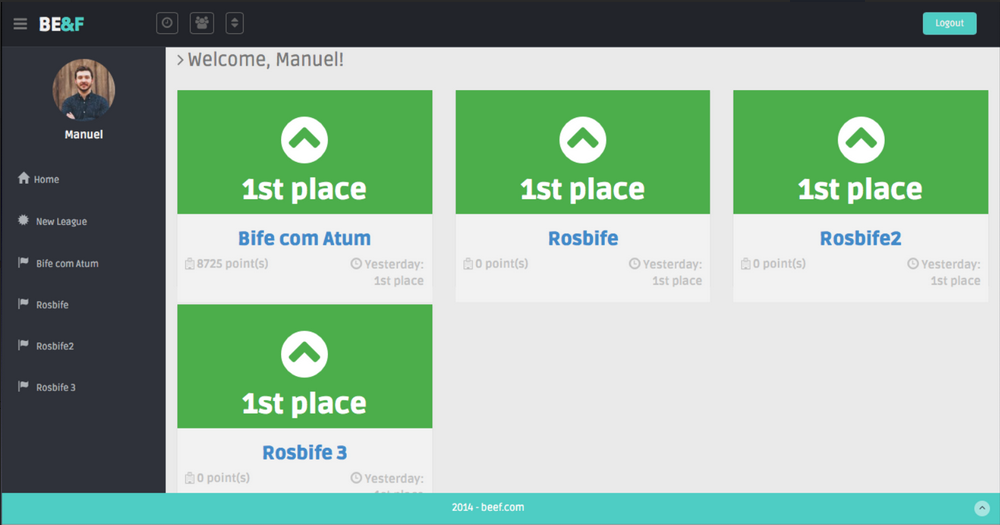 BE&F
Logout
Manuel
Home
New League
Bife com Atum
Rosbife
Rosbife2
Rosbife 3
Welcome, Manuel!
1st place
Bife com Atum
8725 point(s)
Yesterday:
1st place
1st place
Rosbife
0 point(s)
Yesterday:
1st place
1st place
Rosbife2
0 point(s)
Yesterday:
1st place
1st place
Rosbife 3
0 point(s)
Yesterday:
2014 - beef.com